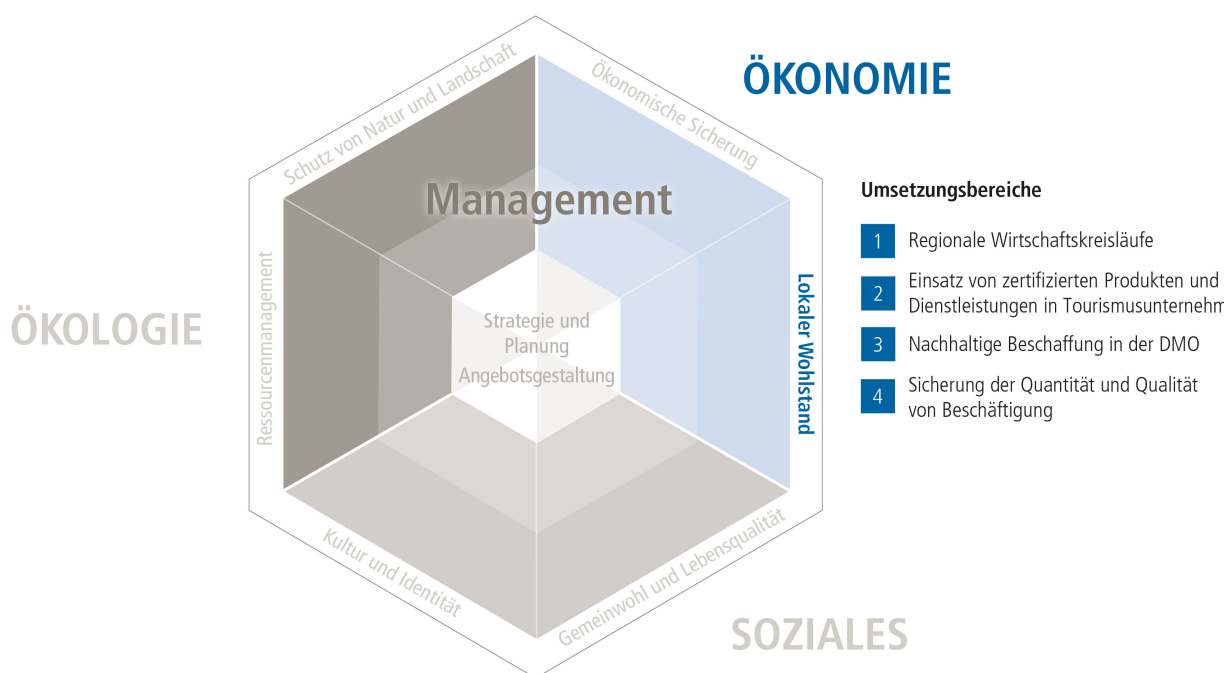 ÖKONOMIE
Schutz von Natur und Landschaft
Ökonomische Sicherung
Management
Umsetzungsbereiche
1 Regionale Wirtschaftskreisläufe
2 Einsatz von zertifizierten Produkten und
Dienstleistungen in Tourismusunternehm
3 Nachhaltige Beschaffung in der DMO
4 Sicherung der Quantität und Qualität
von Beschäftigung
Lokaler Wohlstand
ÖKOLOGIE
Ressourcenmanagement
Strategie und
Planung
Angebotsgestaltung
Kultur und Identität
Gemeinwohl und Lebensqualität
SOZIALES